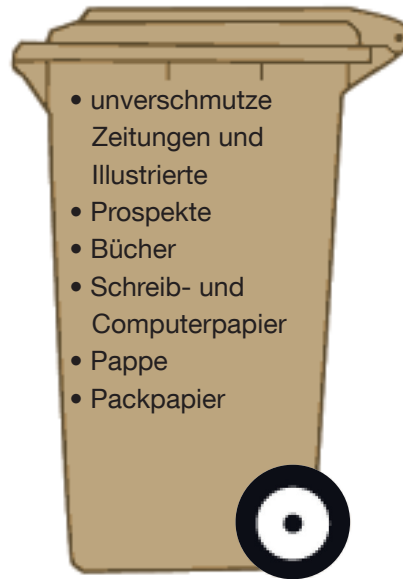 • unverschmutze
Zeitungen und
Illustrierte
• Prospekte
• Bücher
• Schreib- und
Computerpapier
• Pappe
• Packpapier